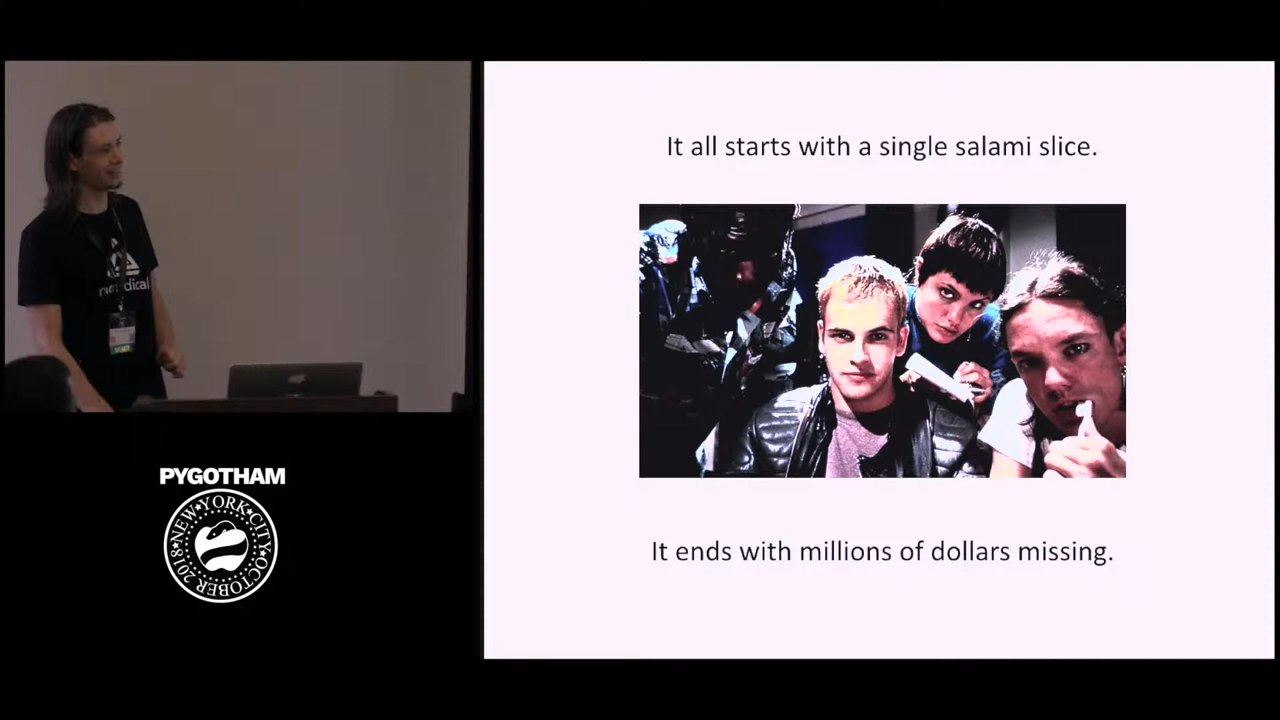 It all starts with a single salami slice.
It ends with millions of dollars missing.
PYGOTHAM
NEW★YORK★CITY★OCTOBER 2018★